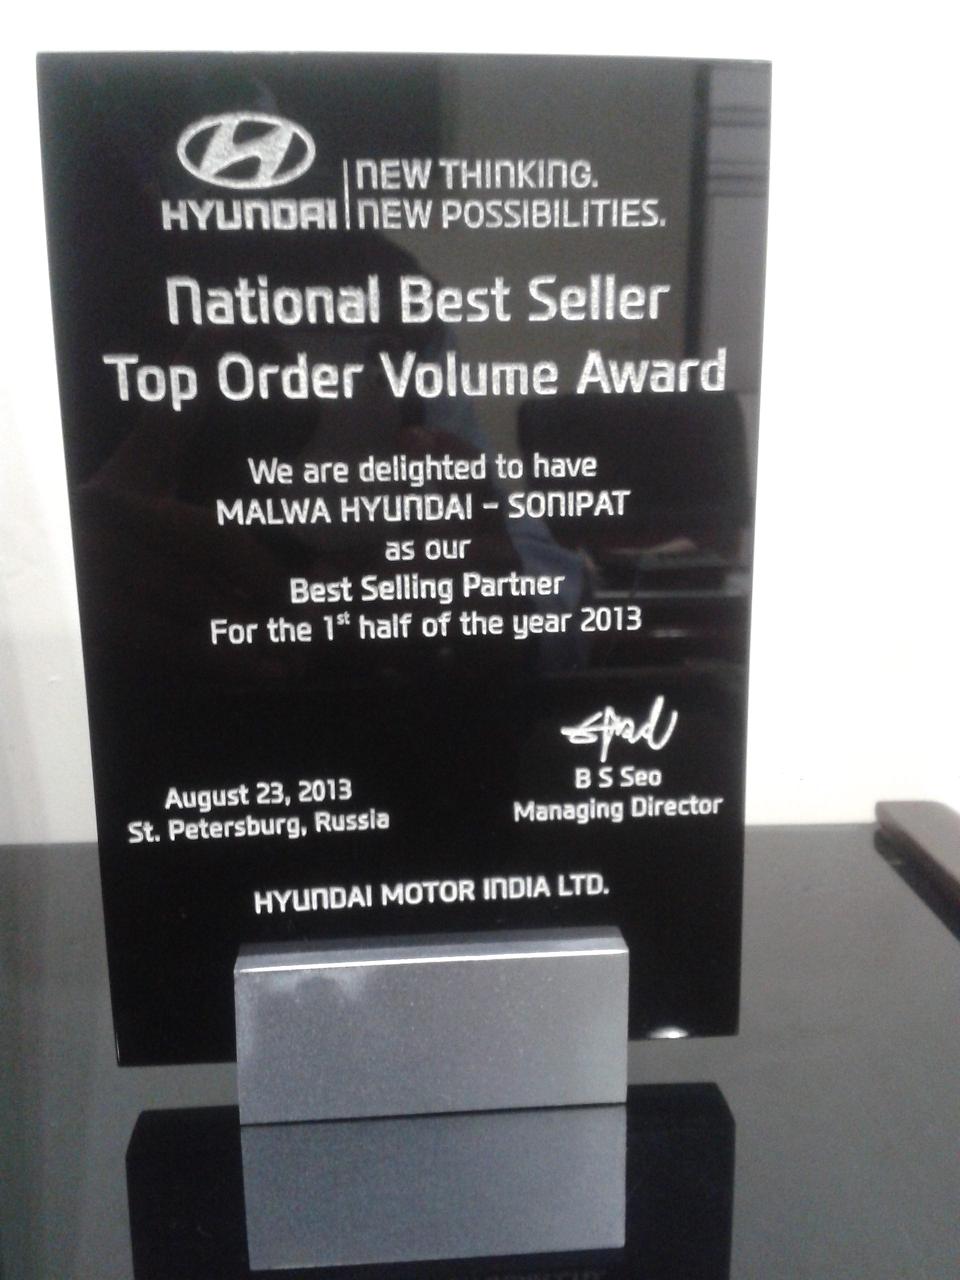 NEW THINKING.
HYUNDAI NEW POSSIBILITIES.
National Best Seller
Top Order Volume Award
We are delighted to have
MALWA HYUNDAI - SONIPAT
as our
Best Selling Partner
For the 1st half of the year 2013
B S Seo
Managing Director
August 23, 2013
St. Petersburg, Russia
HYUNDAI MOTOR INDIA LTD.